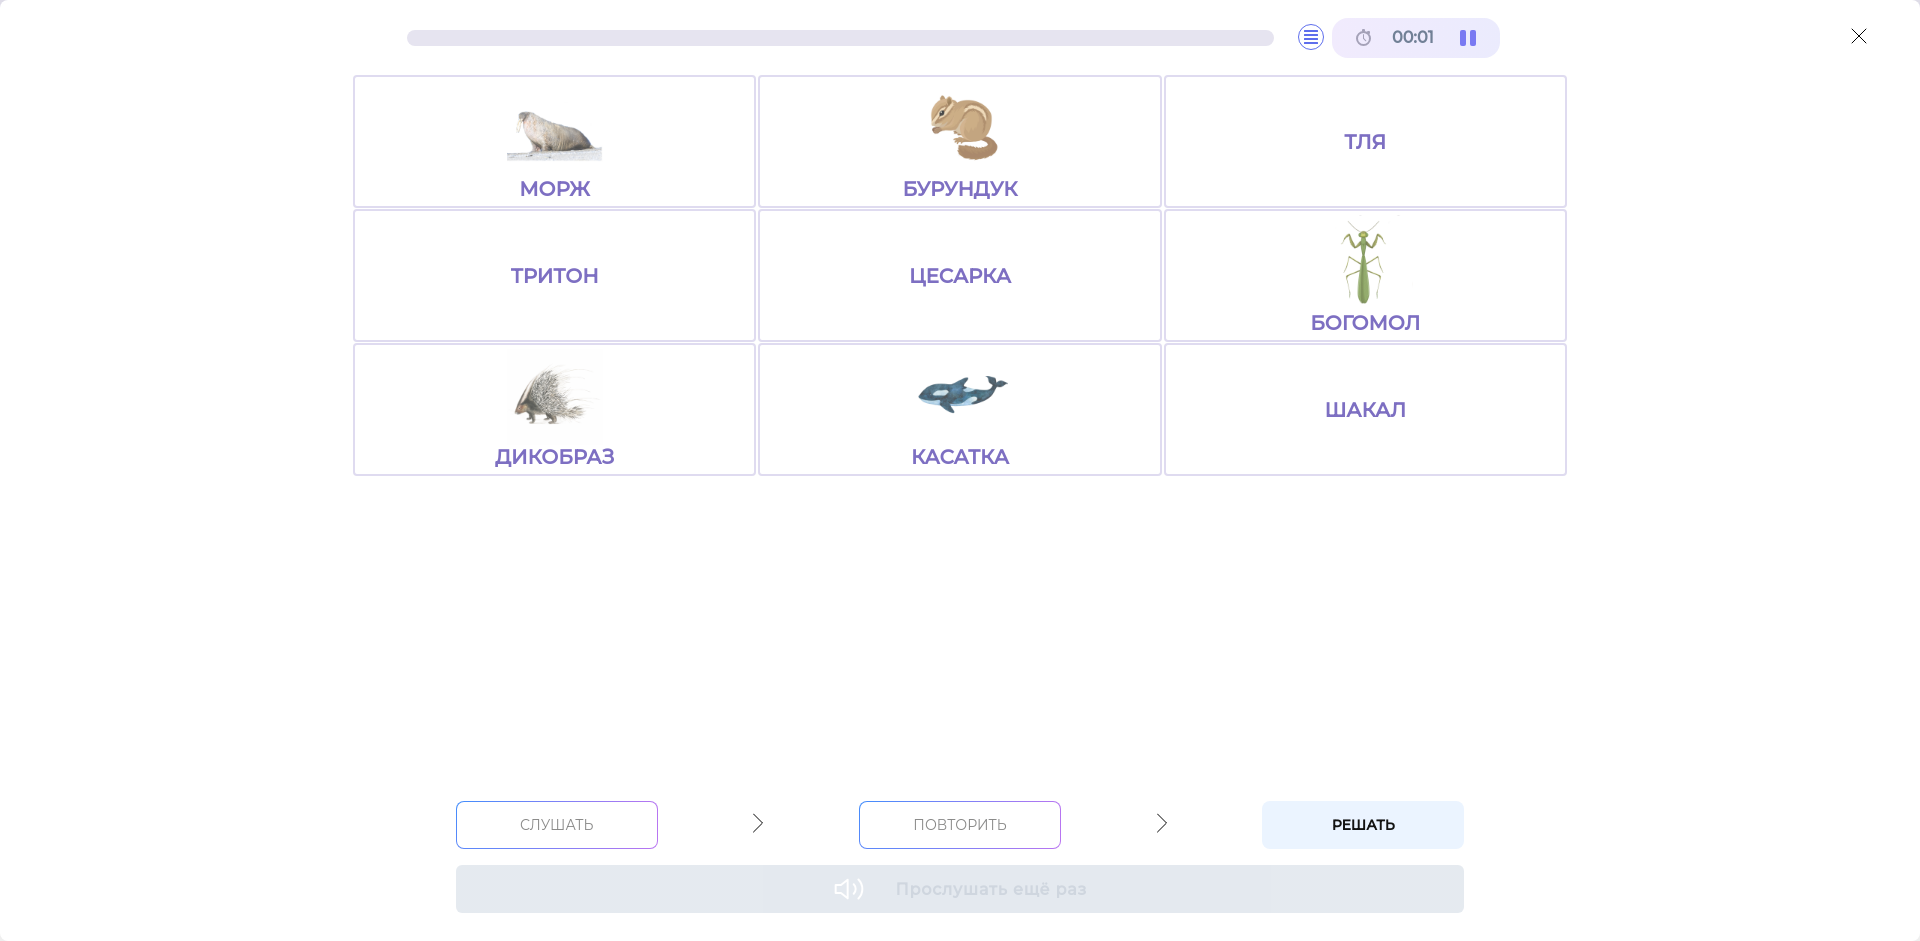 00:01
МОРЖ
БУРУНДУК
ТЛЯ
ТРИТОН
ЦЕСАРКА
БОГОМОЛ
ДИКОБРАЗ
КАСАТКА
ШАКАЛ
СЛУШАТЬ
ПОВТОРИТЬ
РЕШАТЬ
Прослушать ещё раз